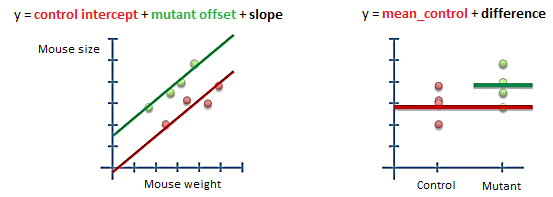 y = control intercept + mutant offset + slope
Mouse size
Mouse weight
y = mean_control + difference
Control
Mutant